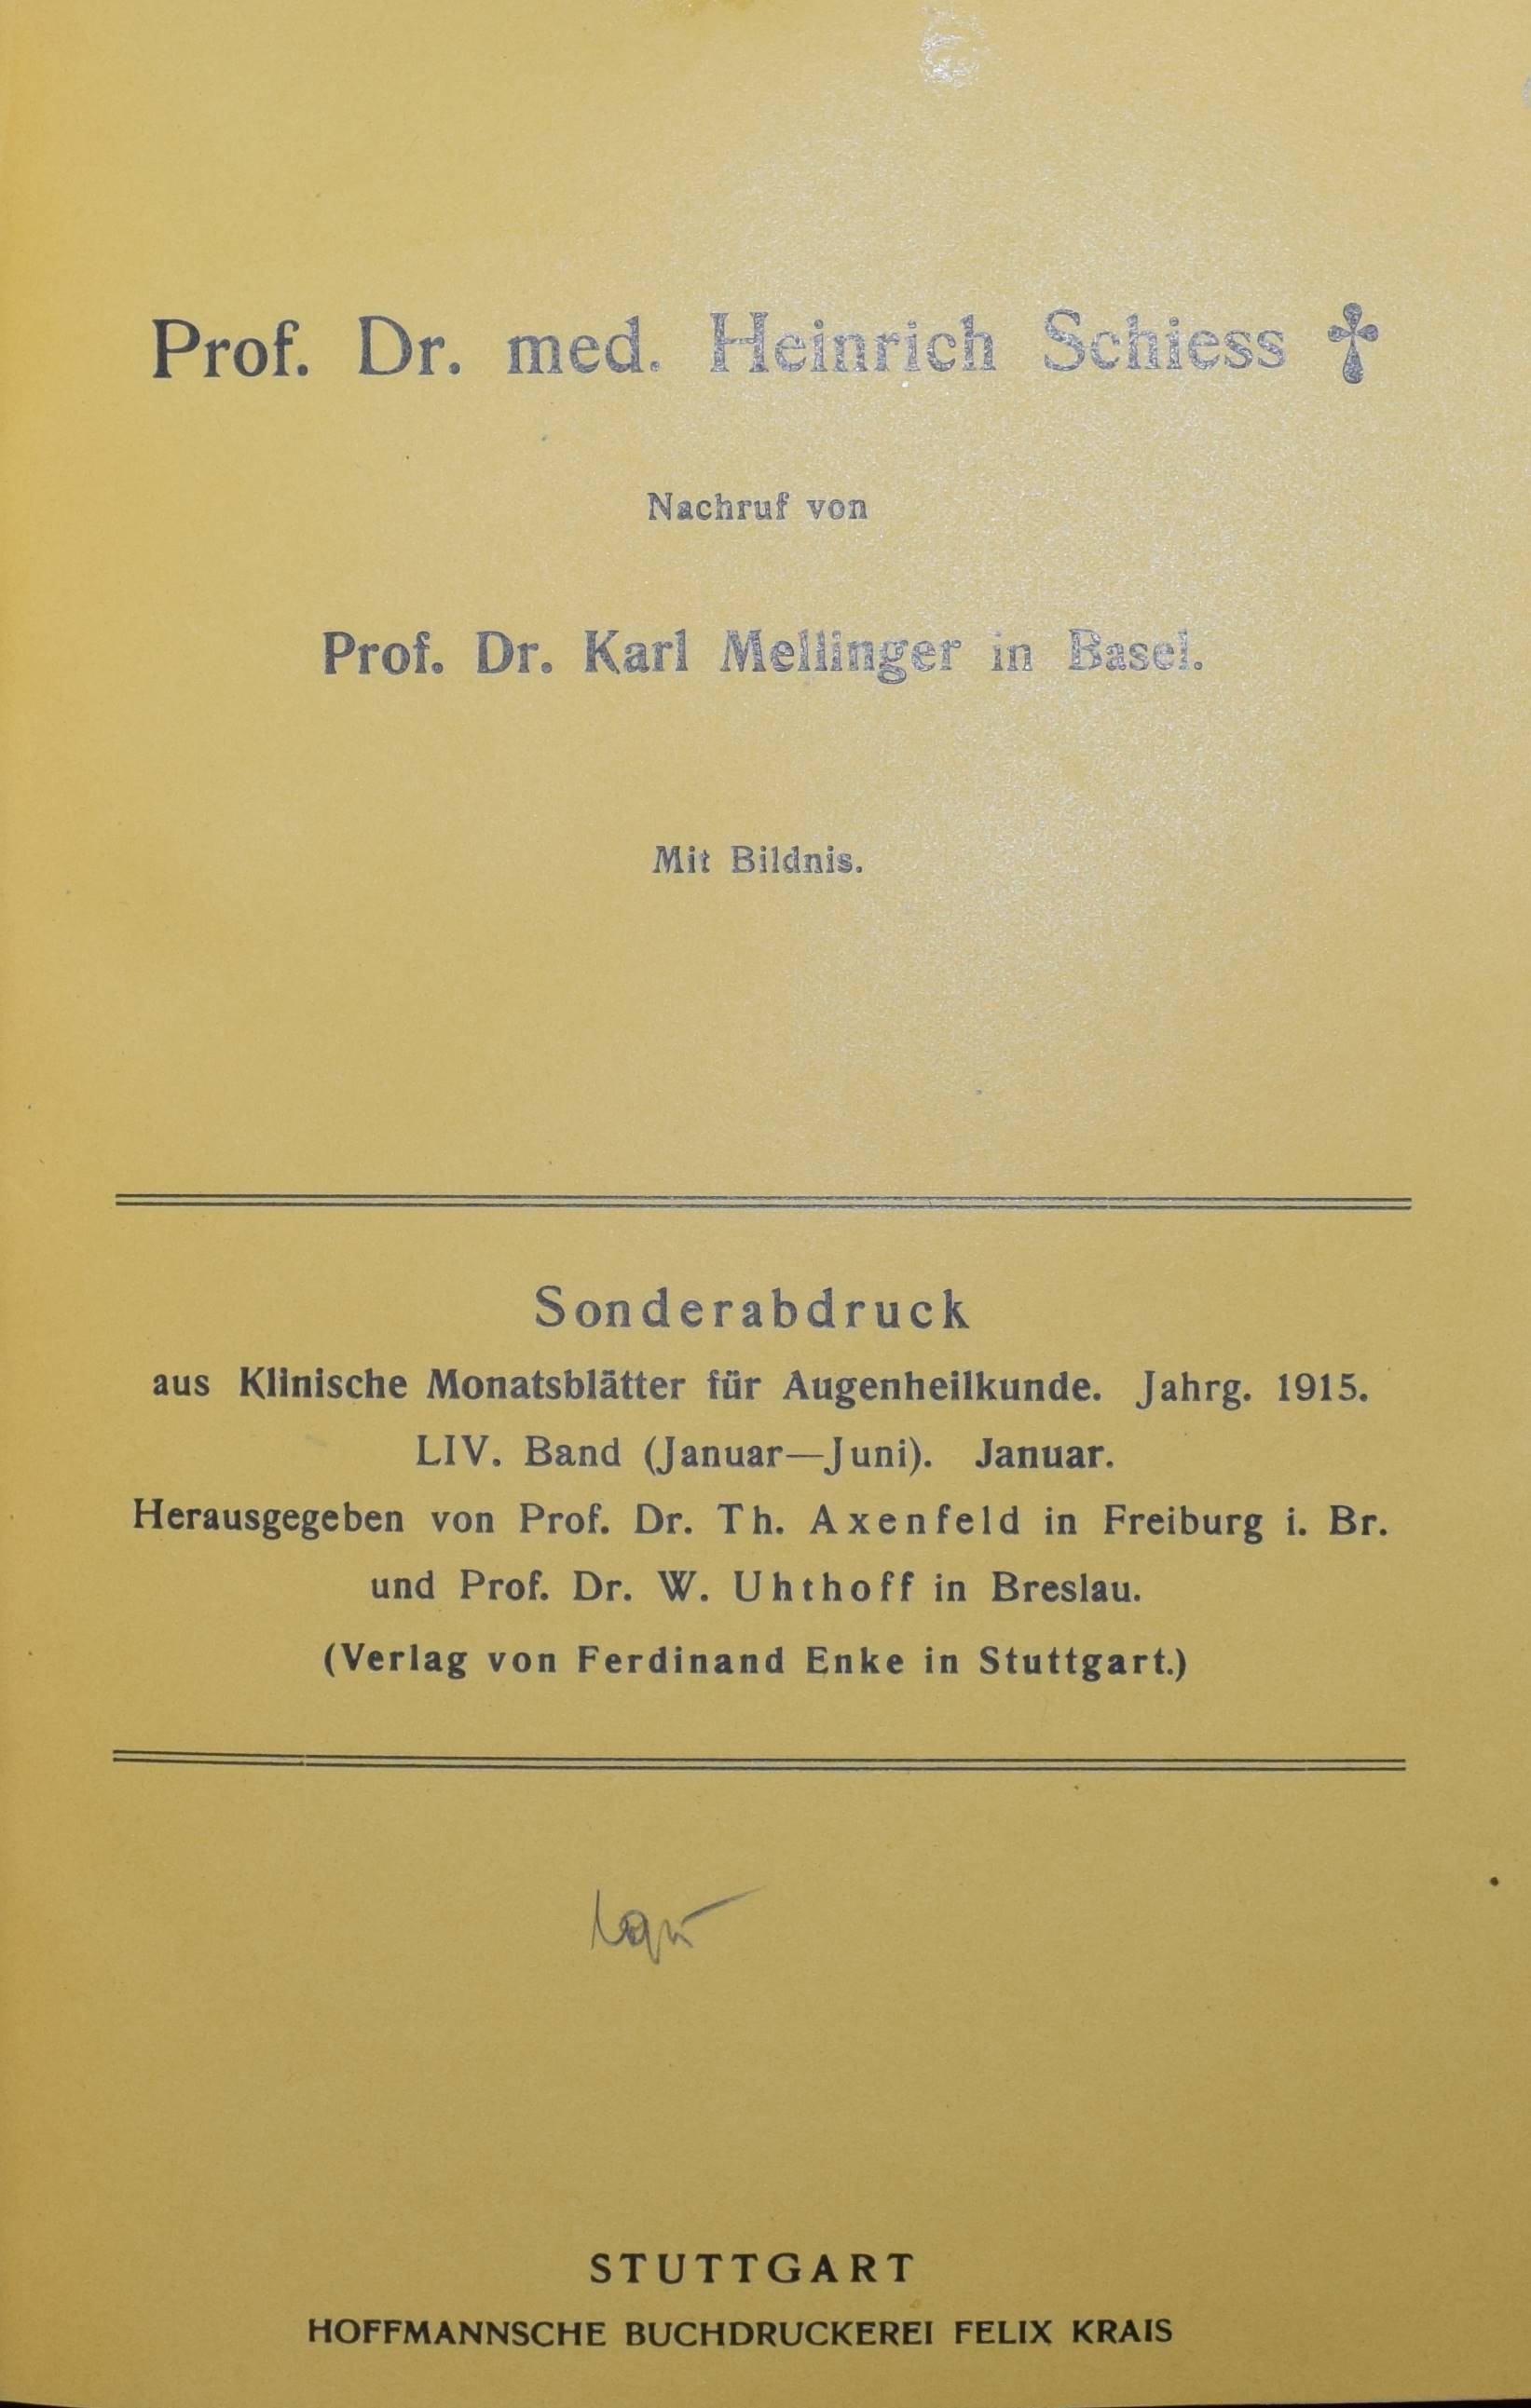 Prof. Dr. med. Heinrich Schiess †
Nachruf von
Prof. Dr. Karl Mellinger in Basel.
Mit Bildnis.
Sonderabdruck
aus Klinische Monatsblätter für Augenheilkunde. Jahrg. 1915.
LIV. Band (Januar—Juni). Januar.
Herausgegeben von Prof. Dr. Th. Axenfeld in Freiburg i. Br.
und Prof. Dr. W. Uhthoff in Breslau.
(Verlag von Ferdinand Enke in Stuttgart.)
STUTTGART
HOFFMANNSCHE BUCHDRUCKEREI FELIX KRAIS